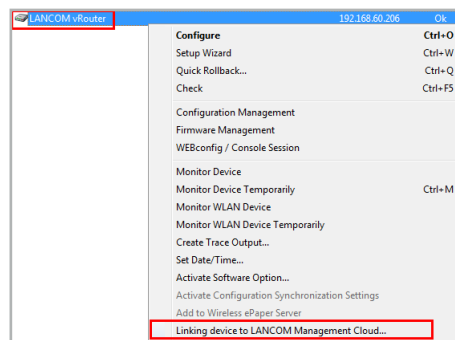 LANCOM vRouter 192.168.60.206 Ok
Configure Ctrl+O
Setup Wizard Ctrl+W
Quick Rollback... Ctrl+Q
Check Ctrl+F5
Configuration Management
Firmware Management
WEBconfig / Console Session
Monitor Device
Monitor Device Temporarily Ctrl+M
Monitor WLAN Device
Monitor WLAN Device Temporarily
Create Trace Output...
Set Date/Time...
Activate Software Option...
Activate Configuration Synchronization Settings
Add to Wireless ePaper Server
Linking device to LANCOM Management Cloud...